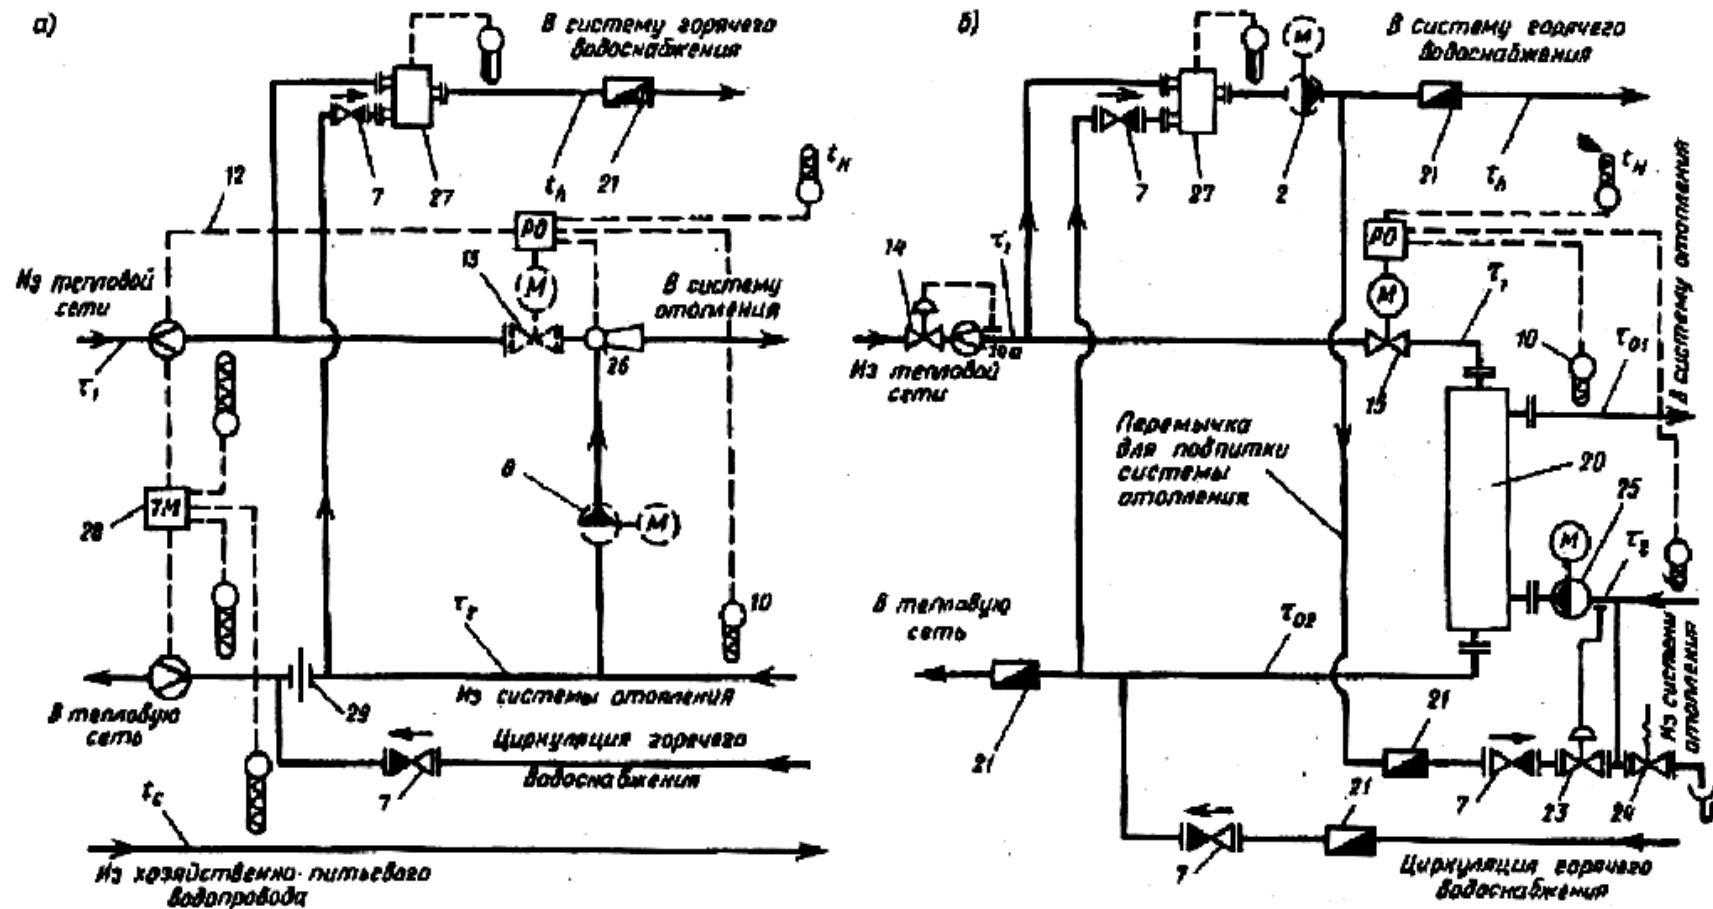 а)
В систему горячего
водоснабжения
12
7
27
t_h
21
t_н
РО
13
М
Из тепловой
сети
τ₁
В систему
отопления
26
8
М
ТМ
28
τ₂
10
Из системы отопления
29
В тепловую
сеть
Циркуляция горячего
водоснабжения
7
t_c
Из хозяйственно-питьевого
водопровода
б)
М
В систему горячего
водоснабжения
7
27
2
21
τ_h
t_н
14
τ₁
РО
М
Из тепловой
сети
15
τ₁
10
τ₀₁
В систему отопления
Перемычка
для подпитки
системы
отопления
20
25
М
τ₂
В тепловую
сеть
τ₀₂
Из системы
отопления
21
21
7
23
24
21
7
Циркуляция горячего
водоснабжения